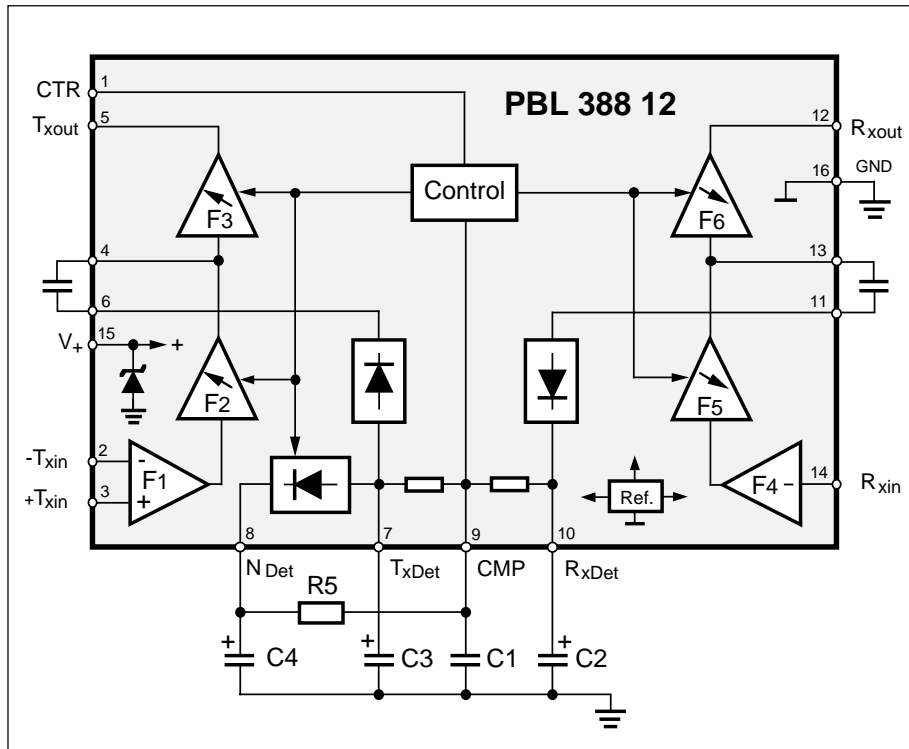 PBL 388 12
CTR
1
Txout
5
12
Rxout
16
GND
Control
F3
F6
4
13
6
11
V+
15
+
F2
F5
-Txin
2
-
F1
+Txin
3
+
Ref.
F4
-
14
Rxin
8
7
9
10
NDet
TxDet
CMP
RxDet
R5
+
C4
+
C3
C1
+
C2